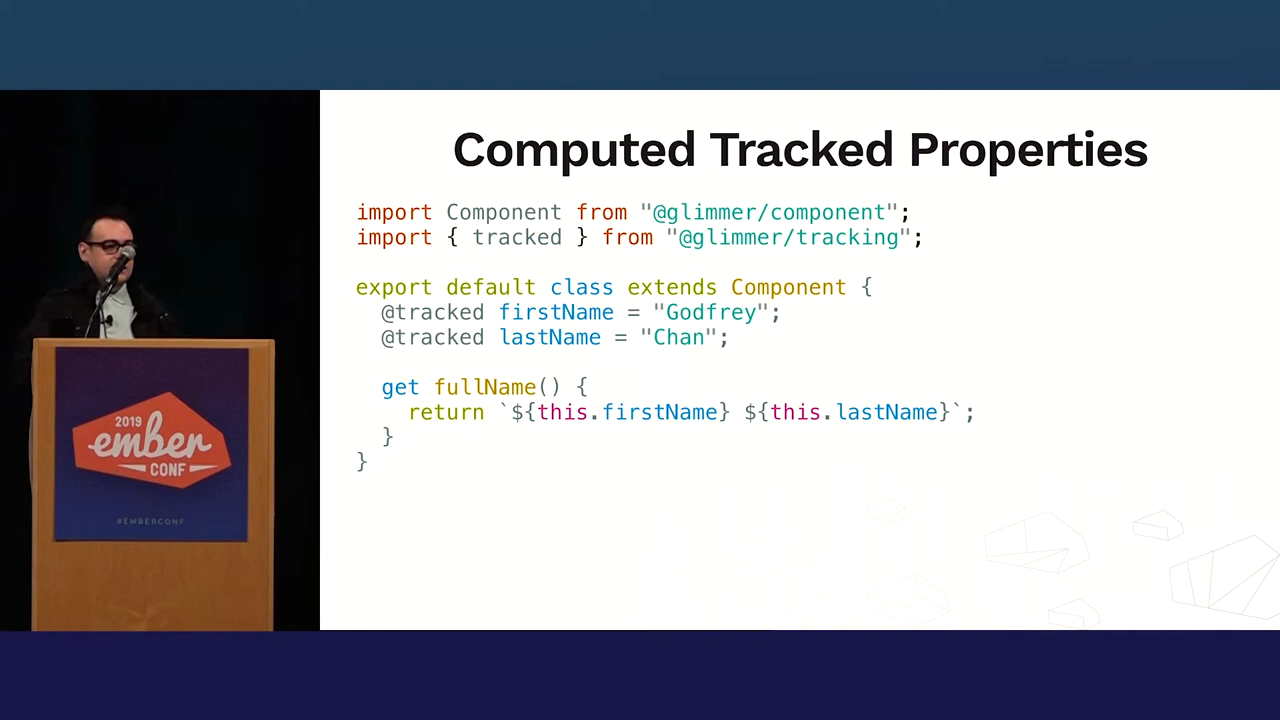 Computed Tracked Properties
import Component from "@glimmer/component";
import { tracked } from "@glimmer/tracking";
export default class extends Component {
@tracked firstName = "Godfrey";
@tracked lastName = "Chan";
get fullName() {
return `${this.firstName} ${this.lastName}`;
}
}
2019
ember
CONF
#EMBERCONF